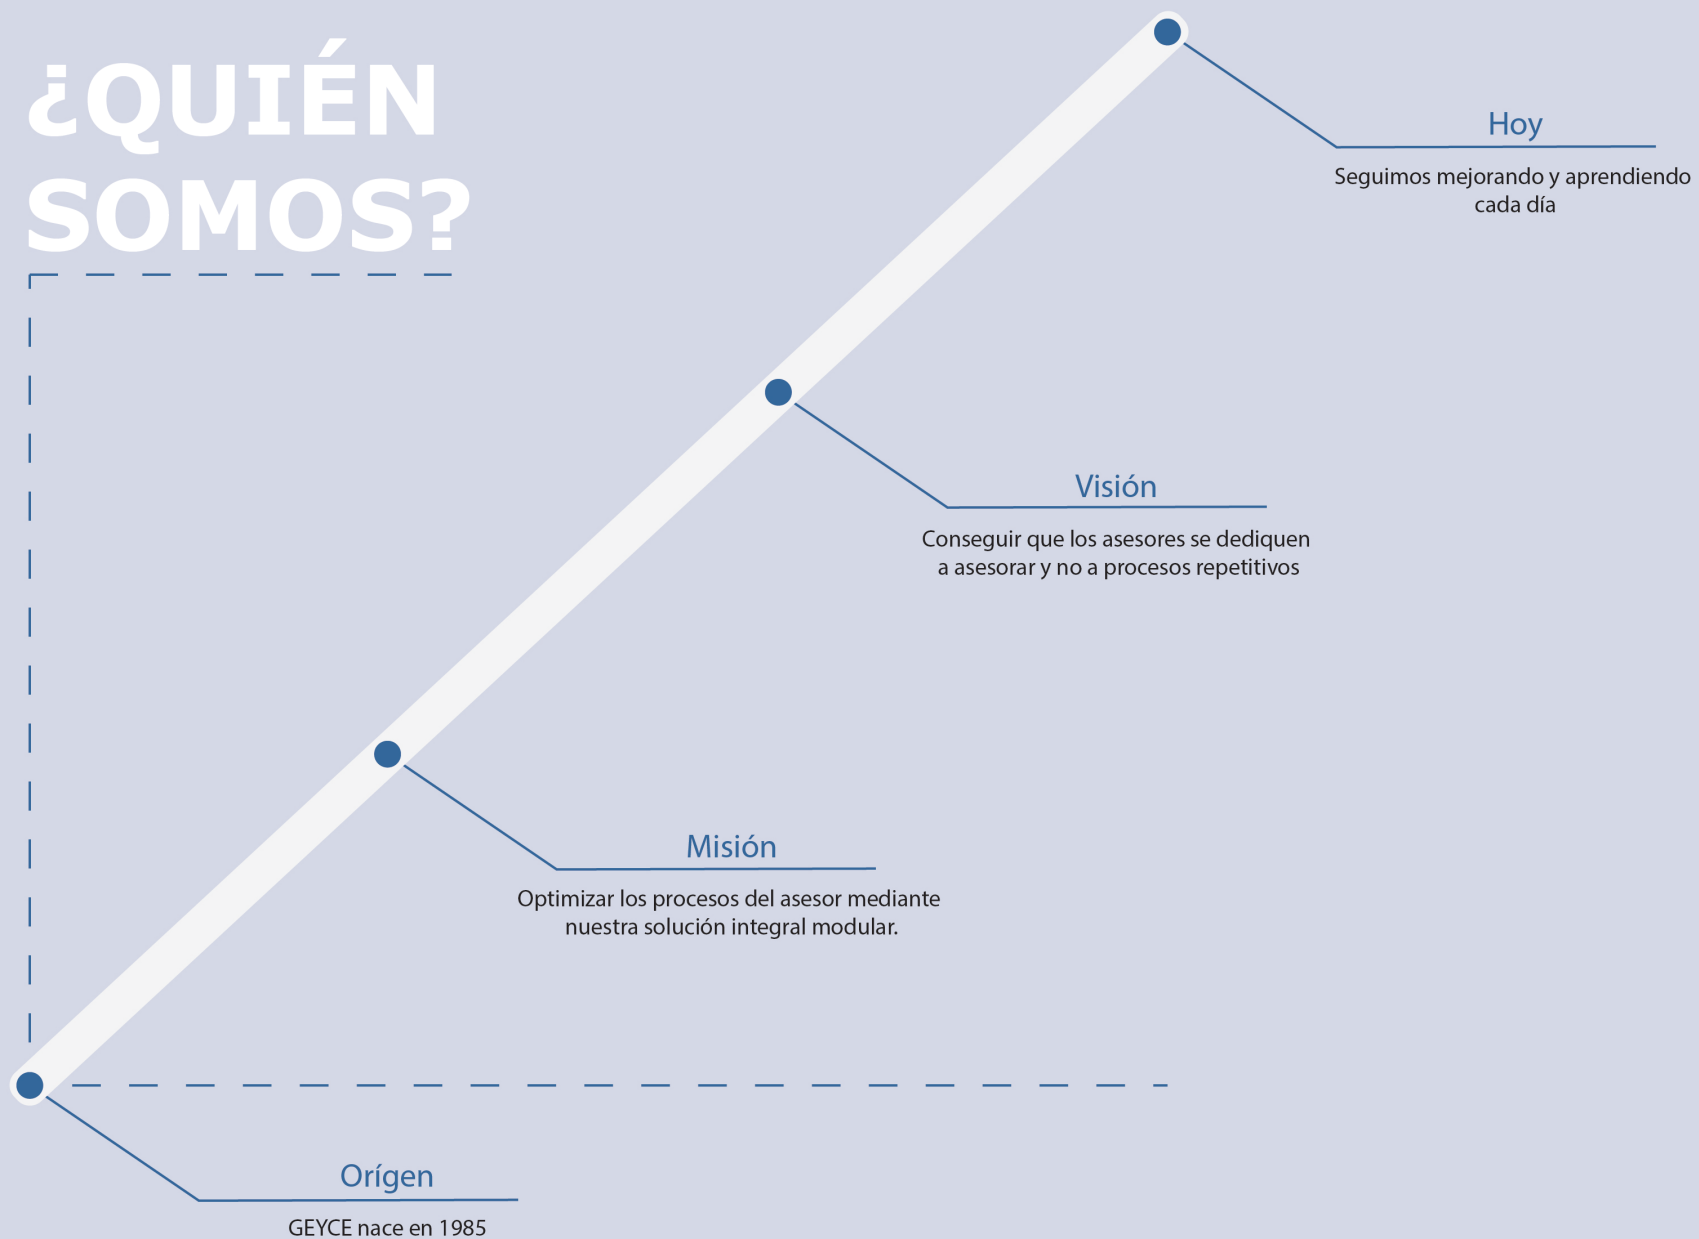 ¿QUIÉN
SOMOS?
Hoy
Seguimos mejorando y aprendiendo
cada día
Visión
Conseguir que los asesores se dediquen
a asesorar y no a procesos repetitivos
Misión
Optimizar los procesos del asesor mediante
nuestra solución integral modular.
Orígen
GEYCE nace en 1985